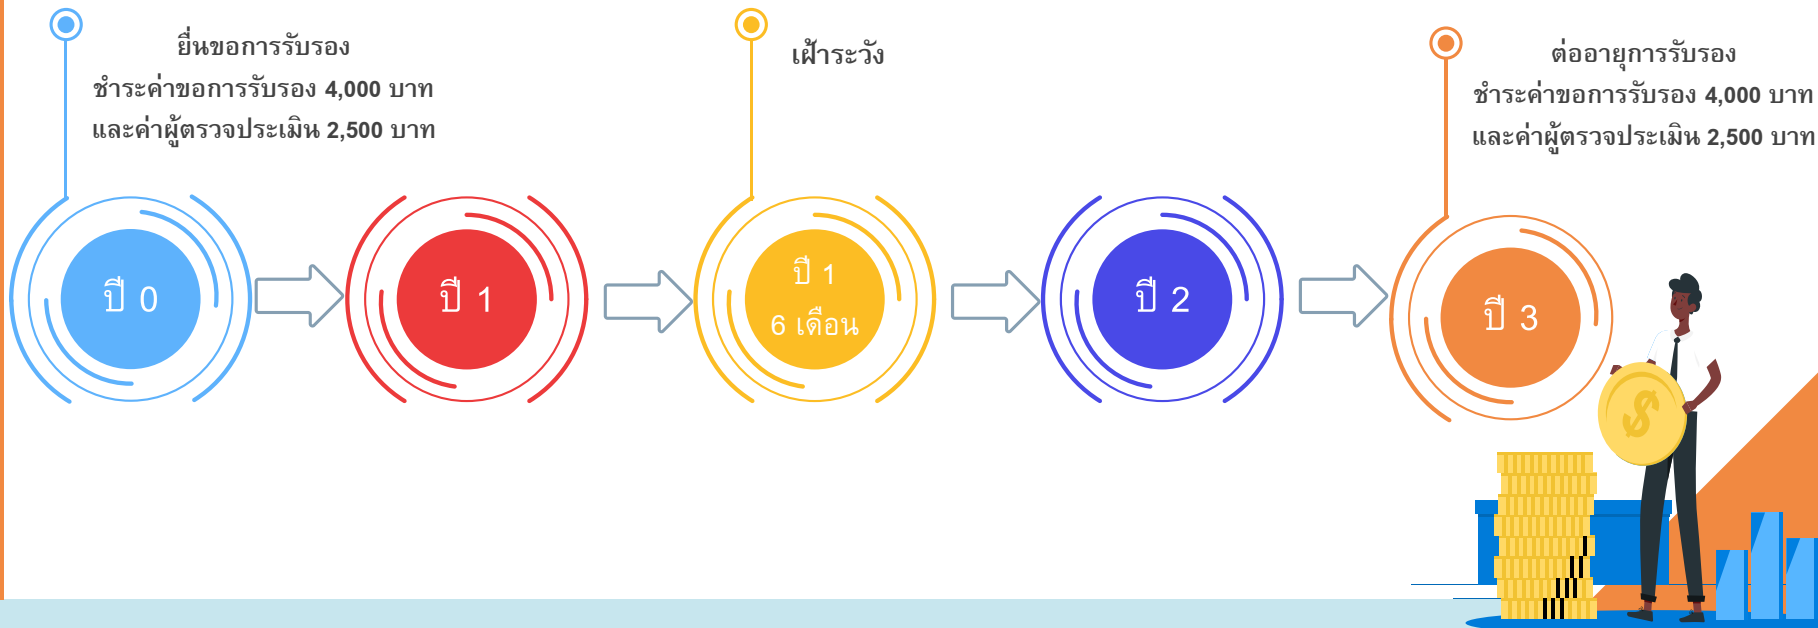 ยื่นขอการรับรอง
ชำระค่าขอการรับรอง 4,000 บาท
และค่าผู้ตรวจประเมิน 2,500 บาท
เฝ้าระวัง
ต่ออายุการรับรอง
ชำระค่าขอการรับรอง 4,000 บาท
และค่าผู้ตรวจประเมิน 2,500 บาท
ปี 0
ปี 1
ปี 1
6 เดือน
ปี 2
ปี 3
$